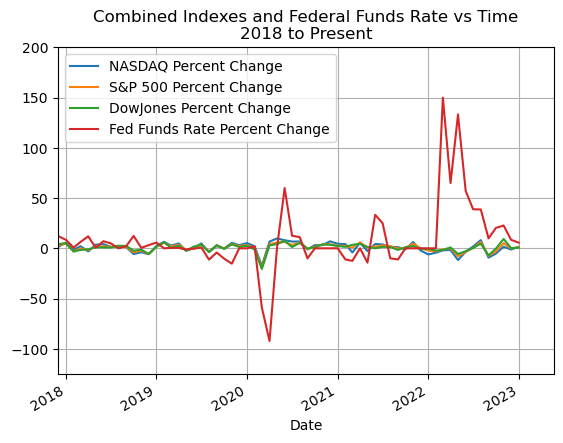 Combined Indexes and Federal Funds Rate vs Time
2018 to Present
200
150
100
50
0
−50
−100
NASDAQ Percent Change
S&P 500 Percent Change
DowJones Percent Change
Fed Funds Rate Percent Change
2018
2019
2020
2021
2022
2023
Date